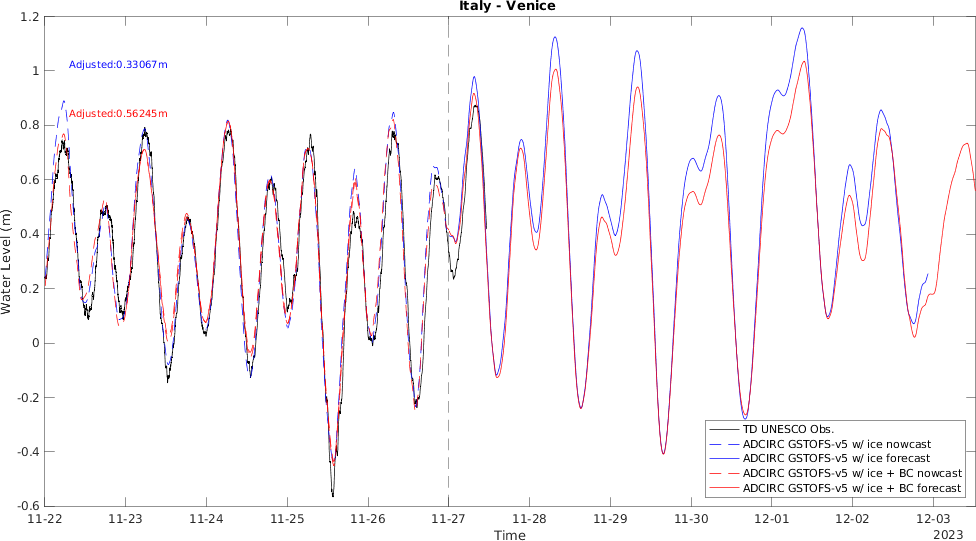 Italy - Venice
1.2
1
0.8
0.6
0.4
0.2
0
-0.2
-0.4
-0.6
Water Level (m)
Adjusted:0.33067m
Adjusted:0.56245m
TD UNESCO Obs.
ADCIRC GSTOFS-v5 w/ ice nowcast
ADCIRC GSTOFS-v5 w/ ice forecast
ADCIRC GSTOFS-v5 w/ ice + BC nowcast
ADCIRC GSTOFS-v5 w/ ice + BC forecast
11-22 11-23 11-24 11-25 11-26 11-27 11-28 11-29 11-30 12-01 12-02 12-03
Time
2023